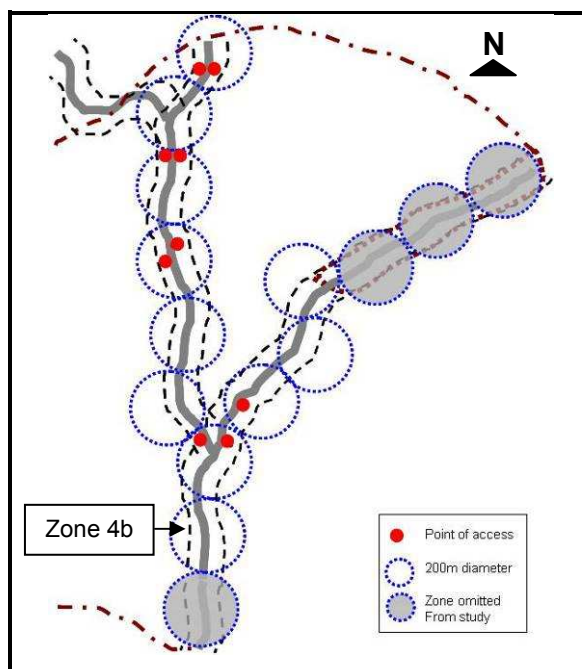 N
Zone 4b
Point of access
200m diameter
Zone omitted
From study